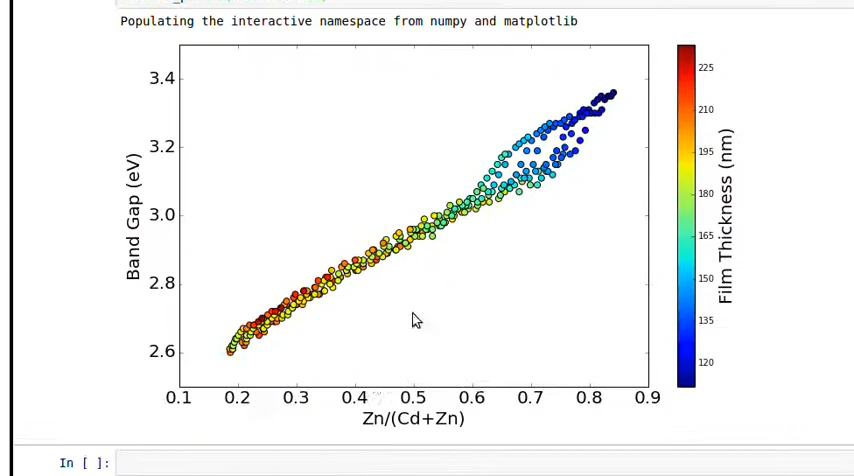 Populating the interactive namespace from numpy and matplotlib
3.4
3.2
3.0
2.8
2.6
Band Gap (eV)
0.1 0.2 0.3 0.4 0.5 0.6 0.7 0.8 0.9
Zn/(Cd+Zn)
225
210
195
180
165
150
135
120
Film Thickness (nm)
In [ ]: